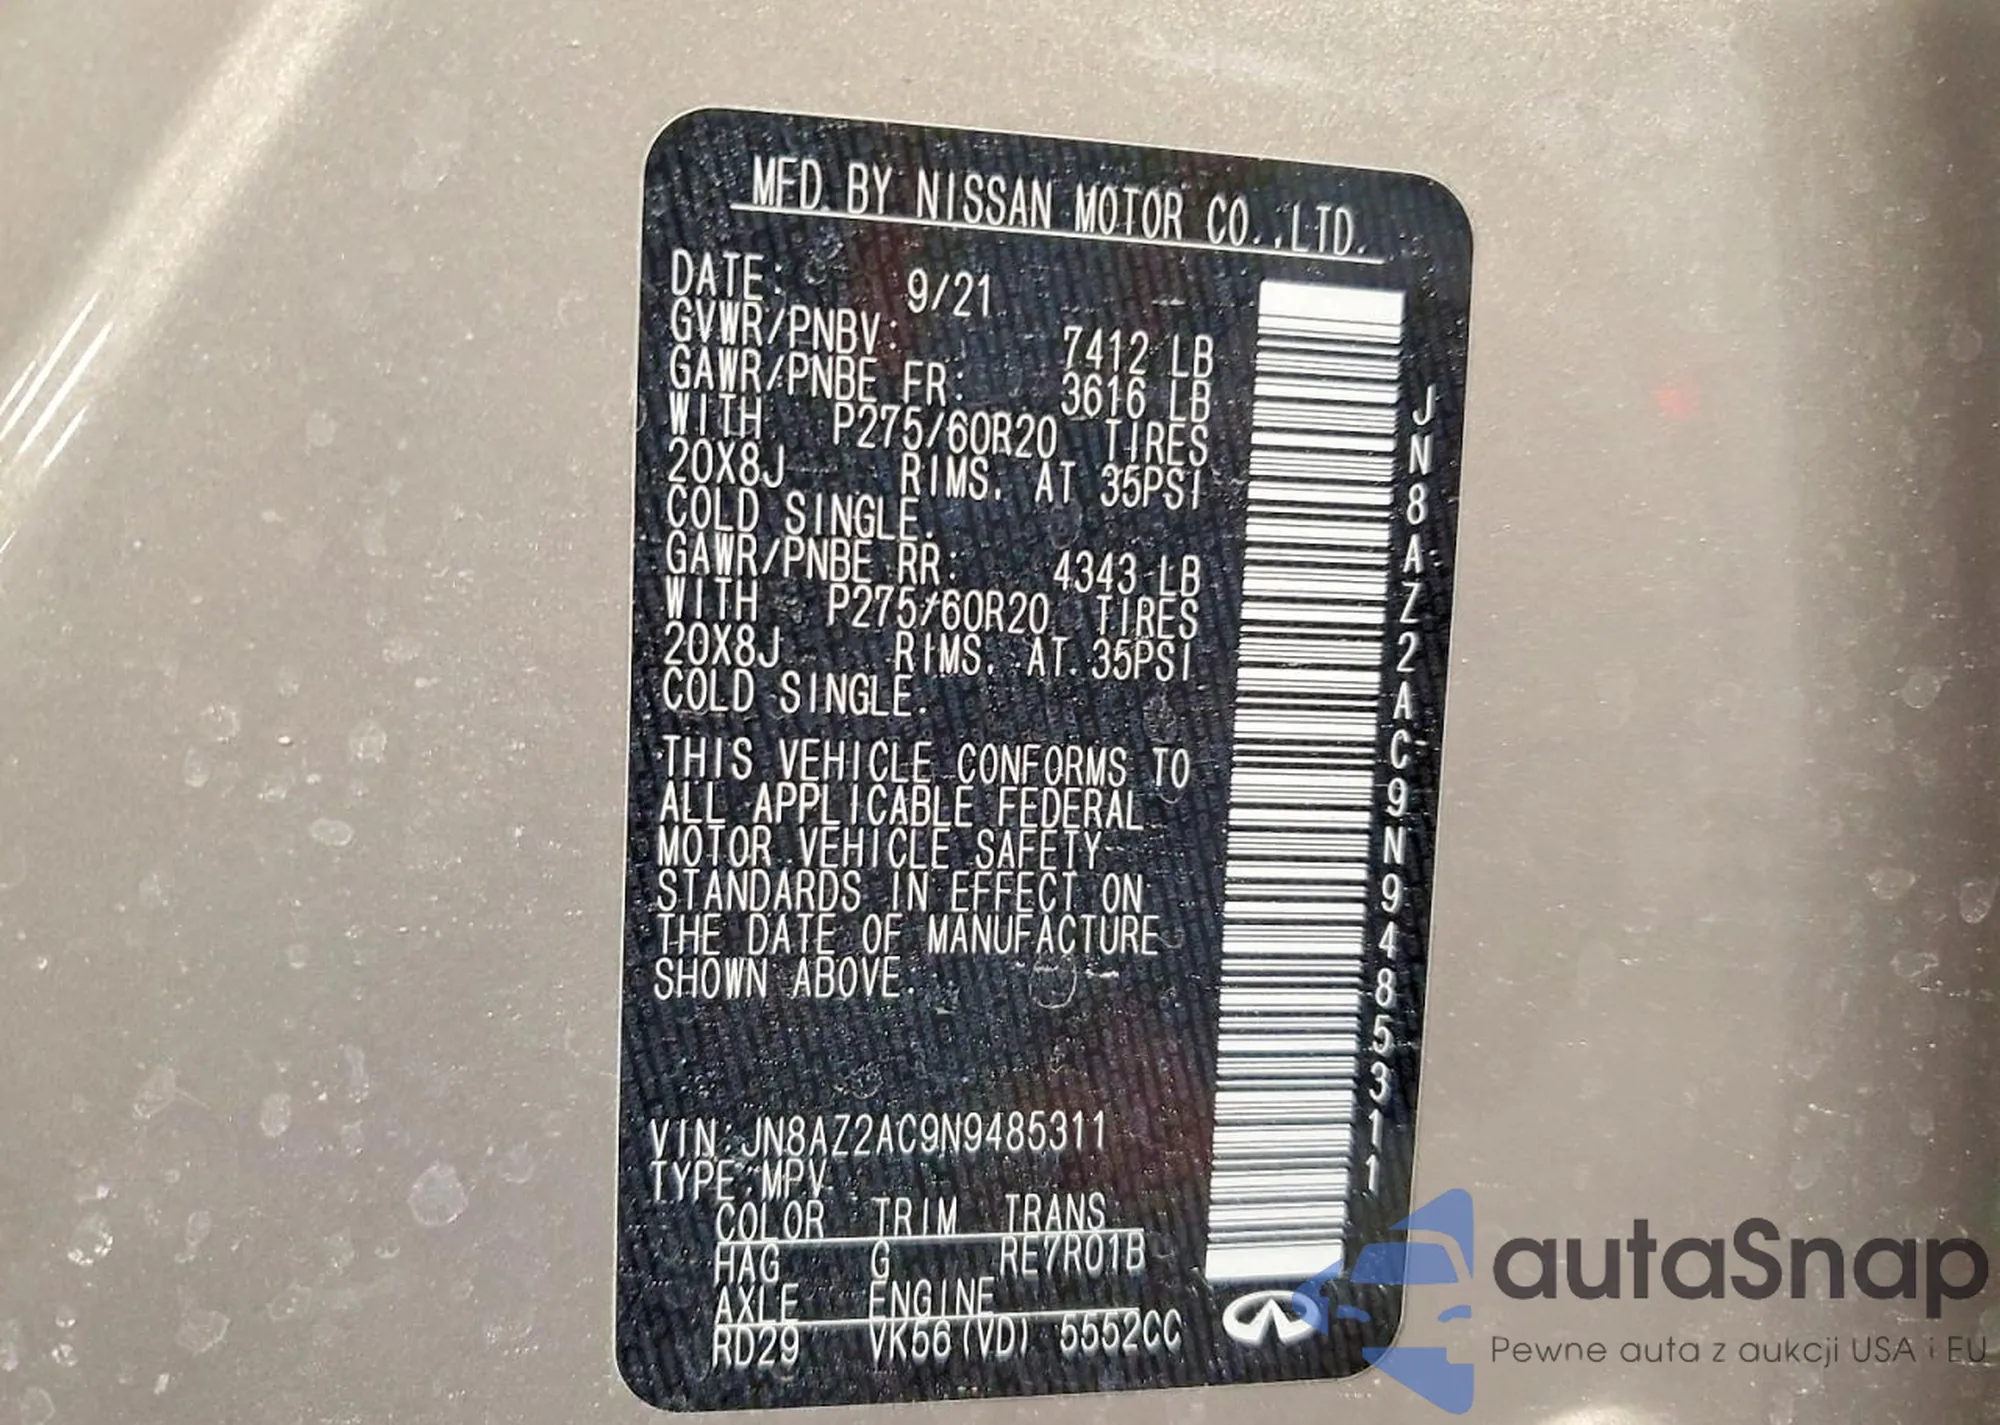 MFD. BY NISSAN MOTOR CO.,LTD.
DATE: 9/21
GVWR/PNBV: 7412 LB
GAWR/PNBE FR: 3616 LB
WITH P275/60R20 TIRES
20X8J RIMS. AT 35PSI
COLD SINGLE.
GAWR/PNBE RR: 4343 LB
WITH P275/60R20 TIRES
20X8J RIMS. AT 35PSI
COLD SINGLE.
THIS VEHICLE CONFORMS TO
ALL APPLICABLE FEDERAL
MOTOR VEHICLE SAFETY
STANDARDS IN EFFECT ON
THE DATE OF MANUFACTURE
SHOWN ABOVE.
VIN:JN8AZ2AC9N9485311
TYPE:MPV
COLOR TRIM TRANS
HAG G RE7R01B
AXLE ENGINE
RD29 VK56(VD) 5552CC
JN8AZ2AC9N9485311
autaSnap
Pewne auta z aukcji USA i EU